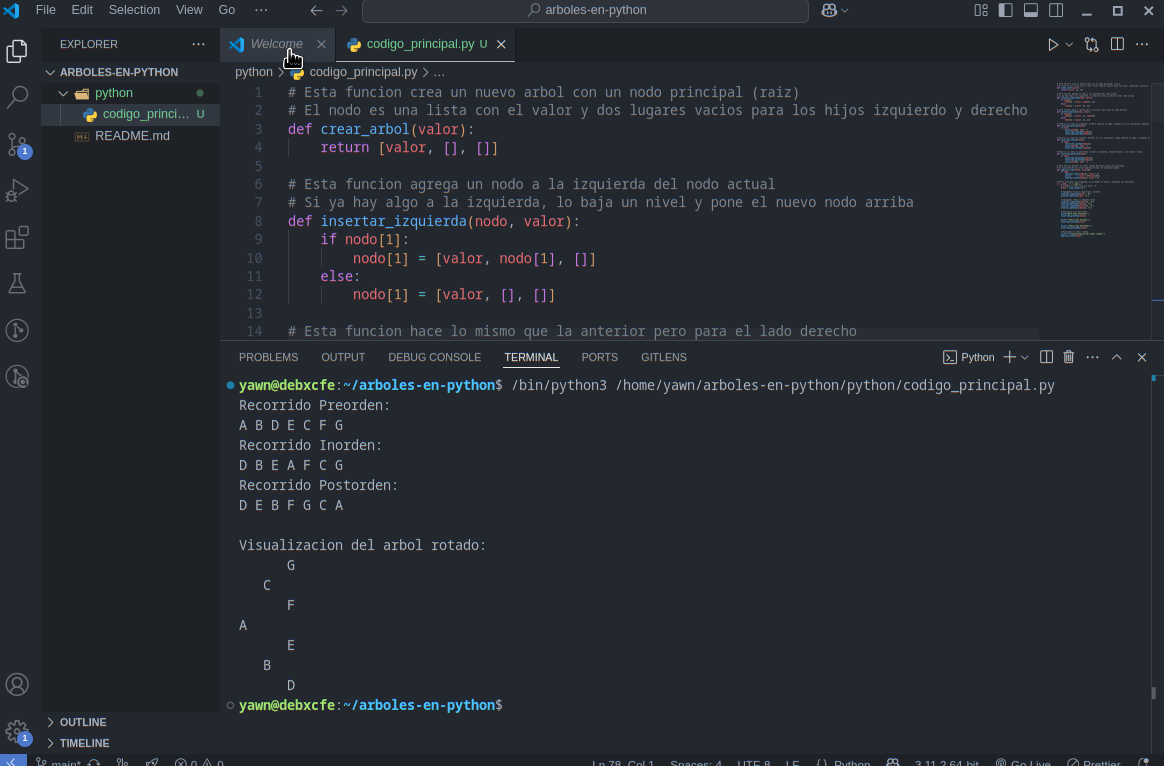 File Edit Selection View Go ··· arboles-en-python
EXPLORER ···
Welcome
codigo_principal.py U
ARBOLES-EN-PYTHON
python
codigo_princi... U
README.md
python > codigo_principal.py > ...
1 # Esta funcion crea un nuevo arbol con un nodo principal (raiz)
2 # El nodo es una lista con el valor y dos lugares vacios para los hijos izquierdo y derecho
3 def crear_arbol(valor):
4 return [valor, [], []]
5
6 # Esta funcion agrega un nodo a la izquierda del nodo actual
7 # Si ya hay algo a la izquierda, lo baja un nivel y pone el nuevo nodo arriba
8 def insertar_izquierda(nodo, valor):
9 if nodo[1]:
10 nodo[1] = [valor, nodo[1], []]
11 else:
12 nodo[1] = [valor, [], []]
13
14 # Esta funcion hace lo mismo que la anterior pero para el lado derecho
PROBLEMS OUTPUT DEBUG CONSOLE TERMINAL PORTS GITLENS Python
yawn@debxcfe:~/arboles-en-python$ /bin/python3 /home/yawn/arboles-en-python/python/codigo_principal.py
Recorrido Preorden:
A B D E C F G
Recorrido Inorden:
D B E A F C G
Recorrido Postorden:
D E B F G C A
Visualizacion del arbol rotado:
G
C
F
A
E
B
D
yawn@debxcfe:~/arboles-en-python$
1
1
OUTLINE
TIMELINE
main* 0 0 Ln 78, Col 1 Spaces: 4 UTF-8 LF {} Python 3.11.2 64-bit Go Live Prettier